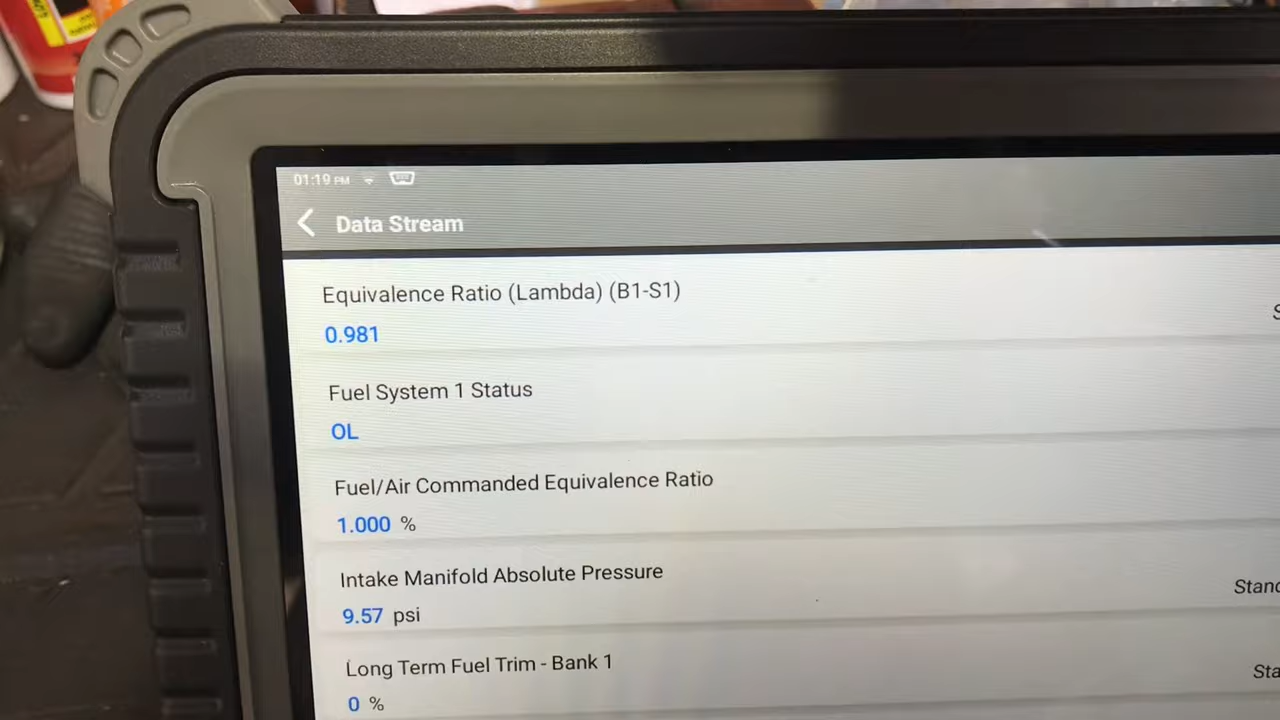 01:19 PM
Data Stream
Equivalence Ratio (Lambda) (B1-S1)
0.981
Fuel System 1 Status
OL
Fuel/Air Commanded Equivalence Ratio
1.000 %
Intake Manifold Absolute Pressure
9.57 psi
Stand
Long Term Fuel Trim - Bank 1
0 %
Sta